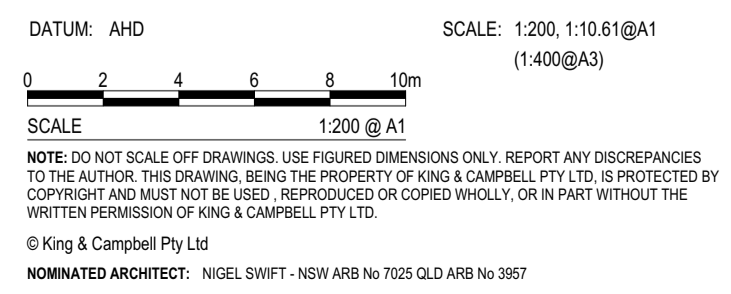 DATUM: AHD SCALE: 1:200, 1:10.61@A1
(1:400@A3)
0 2 4 6 8 10m
SCALE 1:200 @ A1
NOTE: DO NOT SCALE OFF DRAWINGS. USE FIGURED DIMENSIONS ONLY. REPORT ANY DISCREPANCIES
TO THE AUTHOR. THIS DRAWING, BEING THE PROPERTY OF KING & CAMPBELL PTY LTD, IS PROTECTED BY
COPYRIGHT AND MUST NOT BE USED , REPRODUCED OR COPIED WHOLLY, OR IN PART WITHOUT THE
WRITTEN PERMISSION OF KING & CAMPBELL PTY LTD.
© King & Campbell Pty Ltd
NOMINATED ARCHITECT: NIGEL SWIFT - NSW ARB No 7025 QLD ARB No 3957